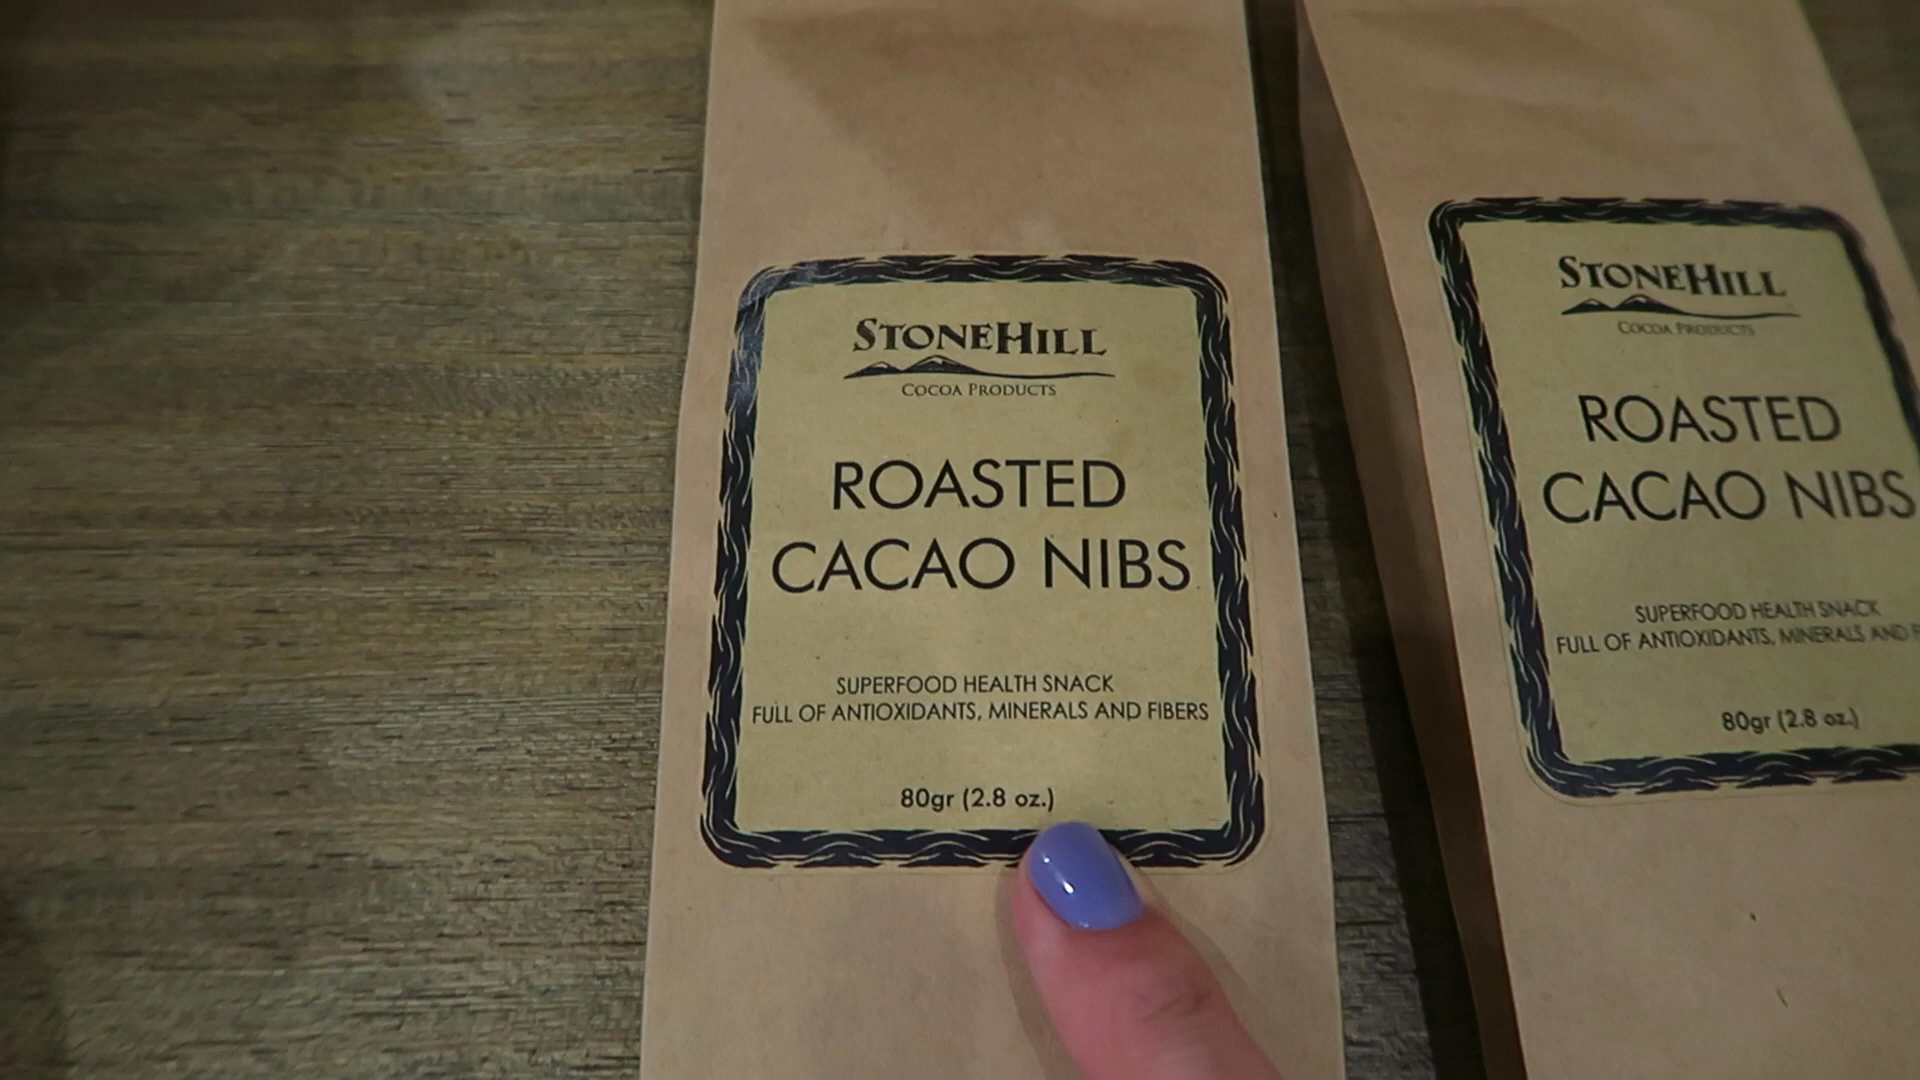 STONEHILL
COCOA PRODUCTS
ROASTED
CACAO NIBS
SUPERFOOD HEALTH SNACK
FULL OF ANTIOXIDANTS, MINERALS AND FIBERS
80gr (2.8 oz.)
STONEHILL
COCOA PRODUCTS
ROASTED
CACAO NIBS
SUPERFOOD HEALTH SNACK
FULL OF ANTIOXIDANTS, MINERALS AND
80gr (2.8 oz.)